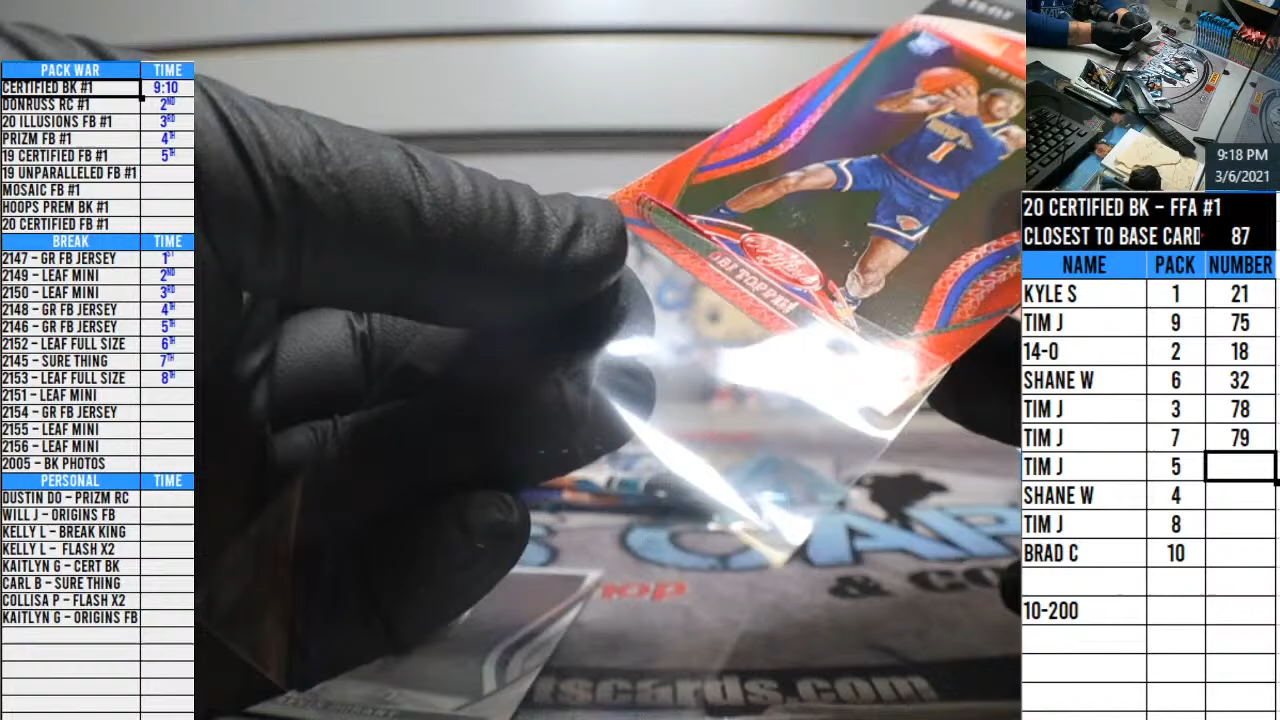 PACK WAR TIME
CERTIFIED BK #1 9:10
DONRUSS RC #1 2ND
20 ILLUSIONS FB #1 3RD
PRIZM FB #1 4TH
19 CERTIFIED FB #1 5TH
19 UNPARALLELED FB #1
MOSAIC FB #1
HOOPS PREM BK #1
20 CERTIFIED FB #1
BREAK TIME
2147 - GR FB JERSEY 1ST
2149 - LEAF MINI 2ND
2150 - LEAF MINI 3RD
2148 - GR FB JERSEY 4TH
2146 - GR FB JERSEY 5TH
2152 - LEAF FULL SIZE 6TH
2145 - SURE THING 7TH
2153 - LEAF FULL SIZE 8TH
2151 - LEAF MINI
2154 - GR FB JERSEY
2155 - LEAF MINI
2156 - LEAF MINI
2005 - BK PHOTOS
PERSONAL TIME
DUSTIN DO - PRIZM RC
WILL J - ORIGINS FB
KELLY L - BREAK KING
KELLY L - FLASH X2
KAITLYN G - CERT BK
CARL B - SURE THING
COLLISA P - FLASH X2
KAITLYN G - ORIGINS FB
1
Certified
OBI TOPPIN
& CO
tscards.com
9:18 PM
3/6/2021
20 CERTIFIED BK - FFA #1
CLOSEST TO BASE CARD 87
NAME PACK NUMBER
KYLE S 1 21
TIM J 9 75
14-0 2 18
SHANE W 6 32
TIM J 3 78
TIM J 7 79
TIM J 5
SHANE W 4
TIM J 8
BRAD C 10
10-200